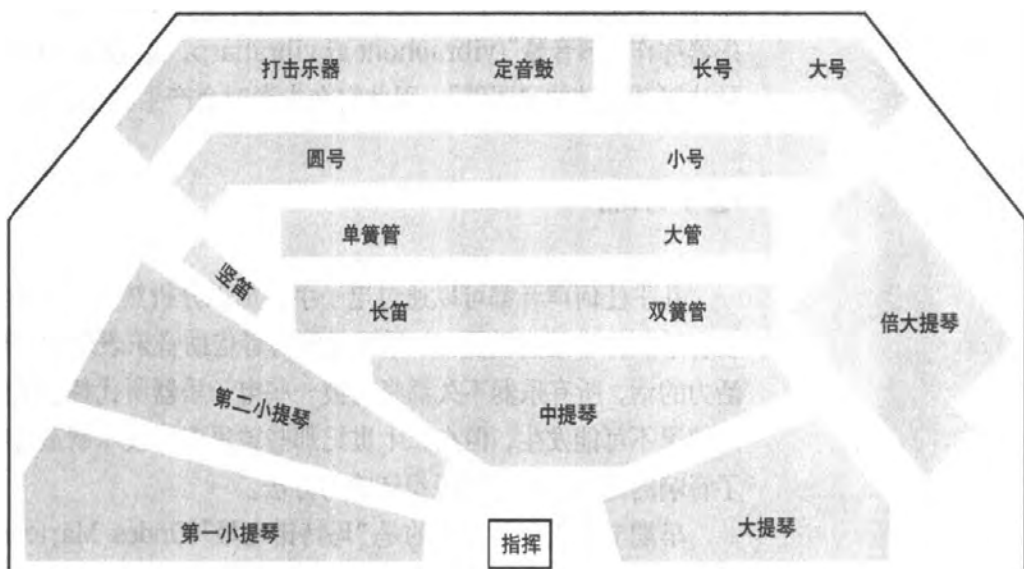 打击乐器 定音鼓 长号 大号
圆号 小号
单簧管 大管
竖笛
长笛 双簧管 倍大提琴
第二小提琴 中提琴
第一小提琴 指挥 大提琴